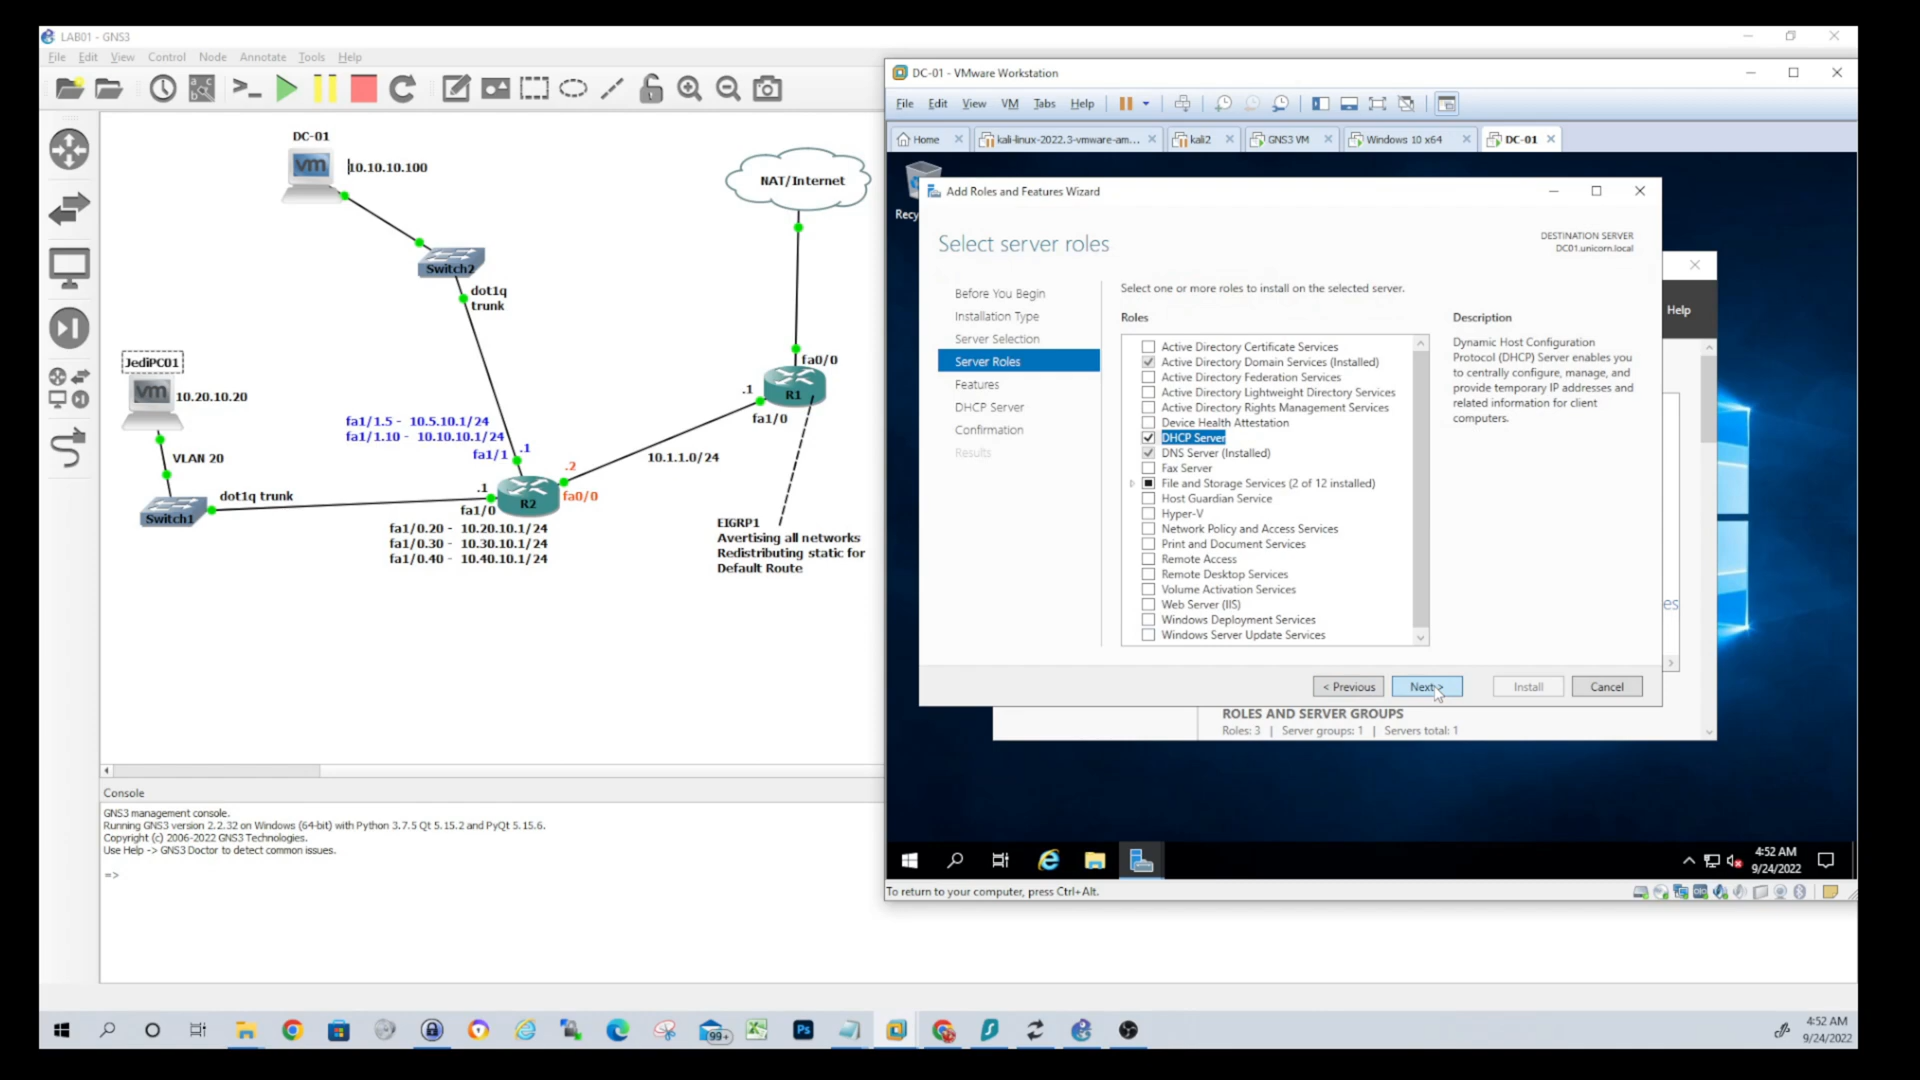 LAB01 - GNS3
File Edit View Control Node Annotate Tools Help
DC-01
10.10.10.100
Switch2
dot1q
trunk
NAT/Internet
fa0/0
.1
R1
fa1/0
JediPC01
10.20.10.20
VLAN 20
fa1/1.5 - 10.5.10.1/24
fa1/1.10 - 10.10.10.1/24
fa1/1
.1
10.1.1.0/24
.2
fa0/0
dot1q trunk
Switch1
.1
fa1/0
R2
fa1/0.20 - 10.20.10.1/24
fa1/0.30 - 10.30.10.1/24
fa1/0.40 - 10.40.10.1/24
EIGRP1
Avertising all networks
Redistributing static for
Default Route
Console
GNS3 management console.
Running GNS3 version 2.2.32 on Windows (64-bit) with Python 3.7.5 Qt 5.15.2 and PyQt 5.15.6.
Copyright (c) 2006-2022 GNS3 Technologies.
Use Help -> GNS3 Doctor to detect common issues.
=>
DC-01 - VMware Workstation
File Edit View VM Tabs Help
Home kali-linux-2022.3-vmware-am... kali2 GNS3 VM Windows 10 x64 DC-01
Recy
Add Roles and Features Wizard
Select server roles
DESTINATION SERVER
DC01.unicorn.local
Before You Begin
Installation Type
Server Selection
Server Roles
Features
DHCP Server
Confirmation
Results
Select one or more roles to install on the selected server.
Roles
Active Directory Certificate Services
Active Directory Domain Services (Installed)
Active Directory Federation Services
Active Directory Lightweight Directory Services
Active Directory Rights Management Services
Device Health Attestation
DHCP Server
DNS Server (Installed)
Fax Server
File and Storage Services (2 of 12 installed)
Host Guardian Service
Hyper-V
Network Policy and Access Services
Print and Document Services
Remote Access
Remote Desktop Services
Volume Activation Services
Web Server (IIS)
Windows Deployment Services
Windows Server Update Services
Description
Dynamic Host Configuration
Protocol (DHCP) Server enables you
to centrally configure, manage, and
provide temporary IP addresses and
related information for client
computers.
< Previous Next > Install Cancel
Help
es
ROLES AND SERVER GROUPS
Roles: 3 | Server groups: 1 | Servers total: 1
4:52 AM
9/24/2022
To return to your computer, press Ctrl+Alt.
99+
Ps
4:52 AM
9/24/2022